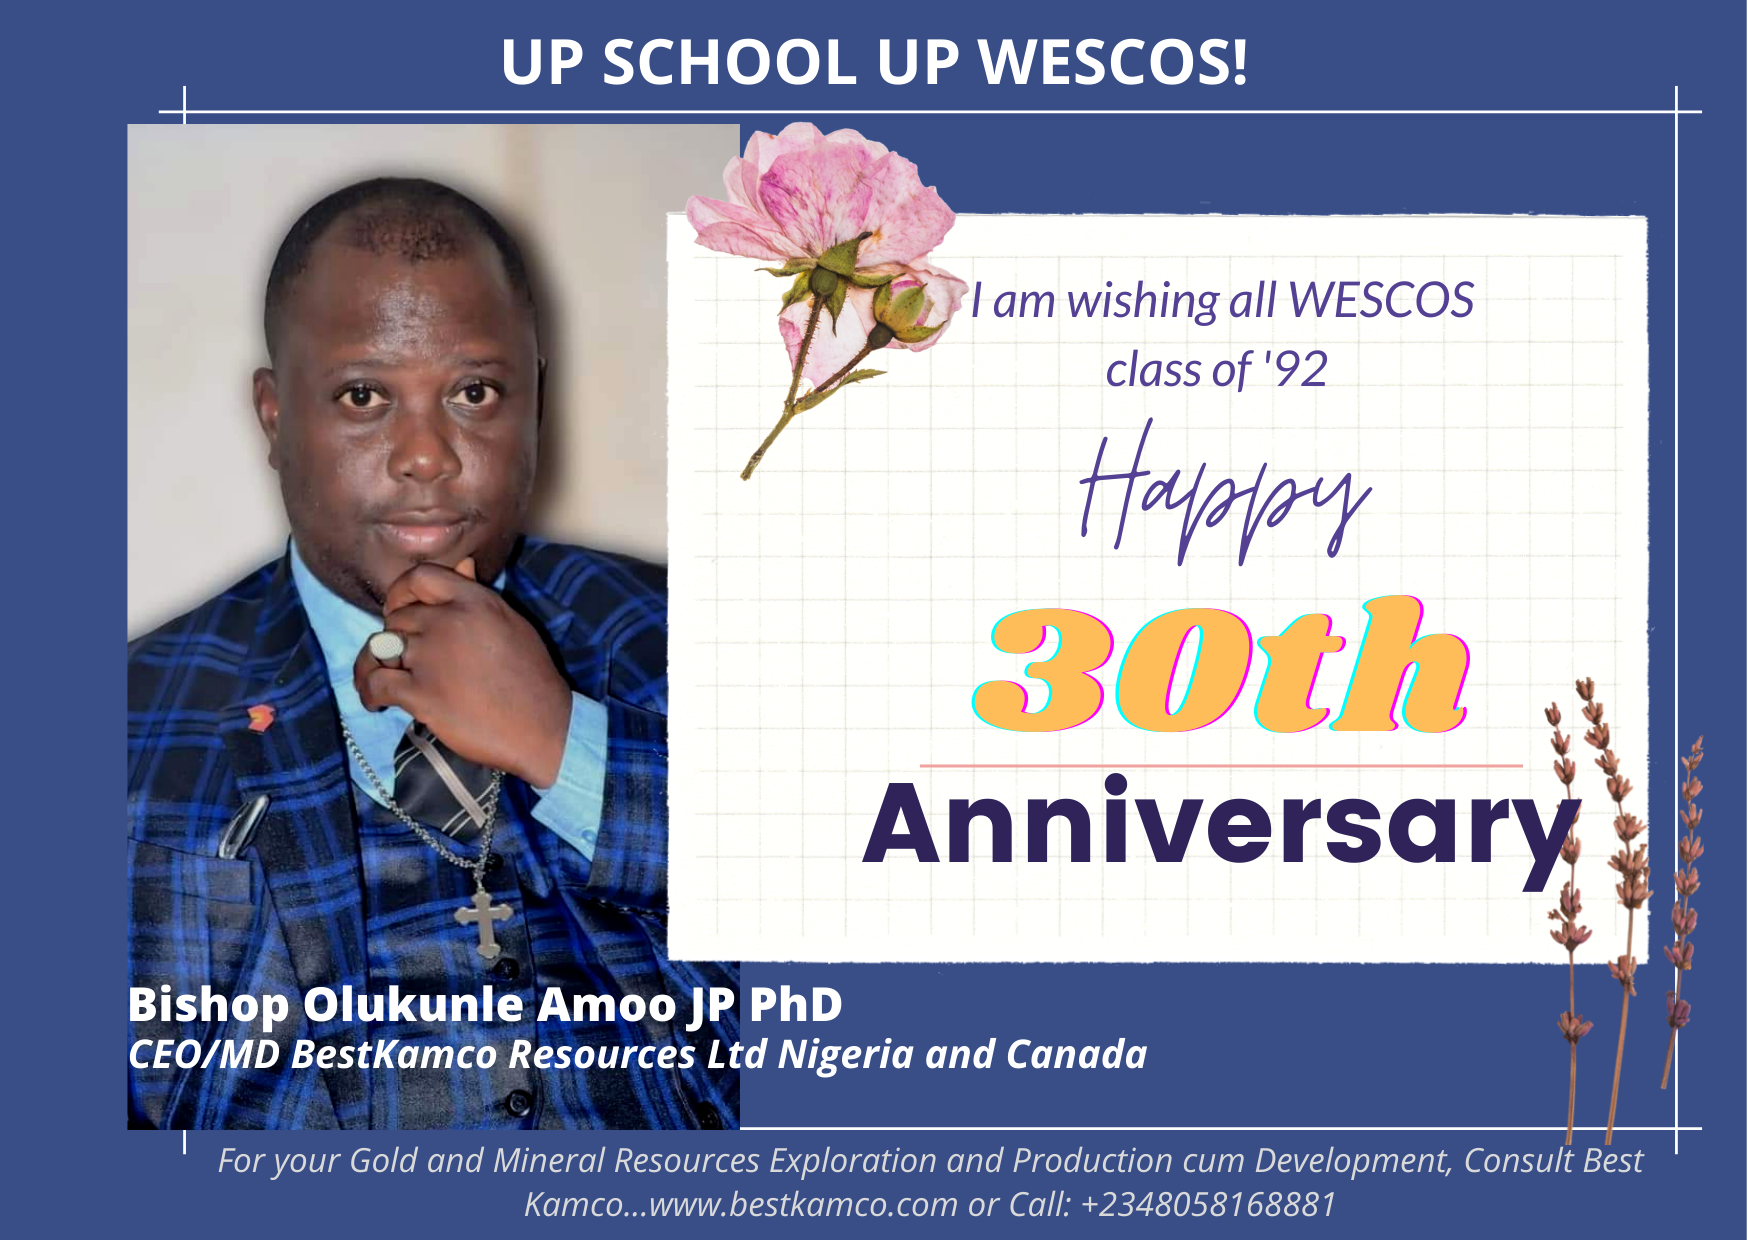 UP SCHOOL UP WESCOS!
I am wishing all WESCOS
class of '92
Happy
30th
Anniversary
Bishop Olukunle Amoo JP PhD
CEO/MD BestKamco Resources Ltd Nigeria and Canada
For your Gold and Mineral Resources Exploration and Production cum Development, Consult Best
Kamco...www.bestkamco.com or Call: +2348058168881